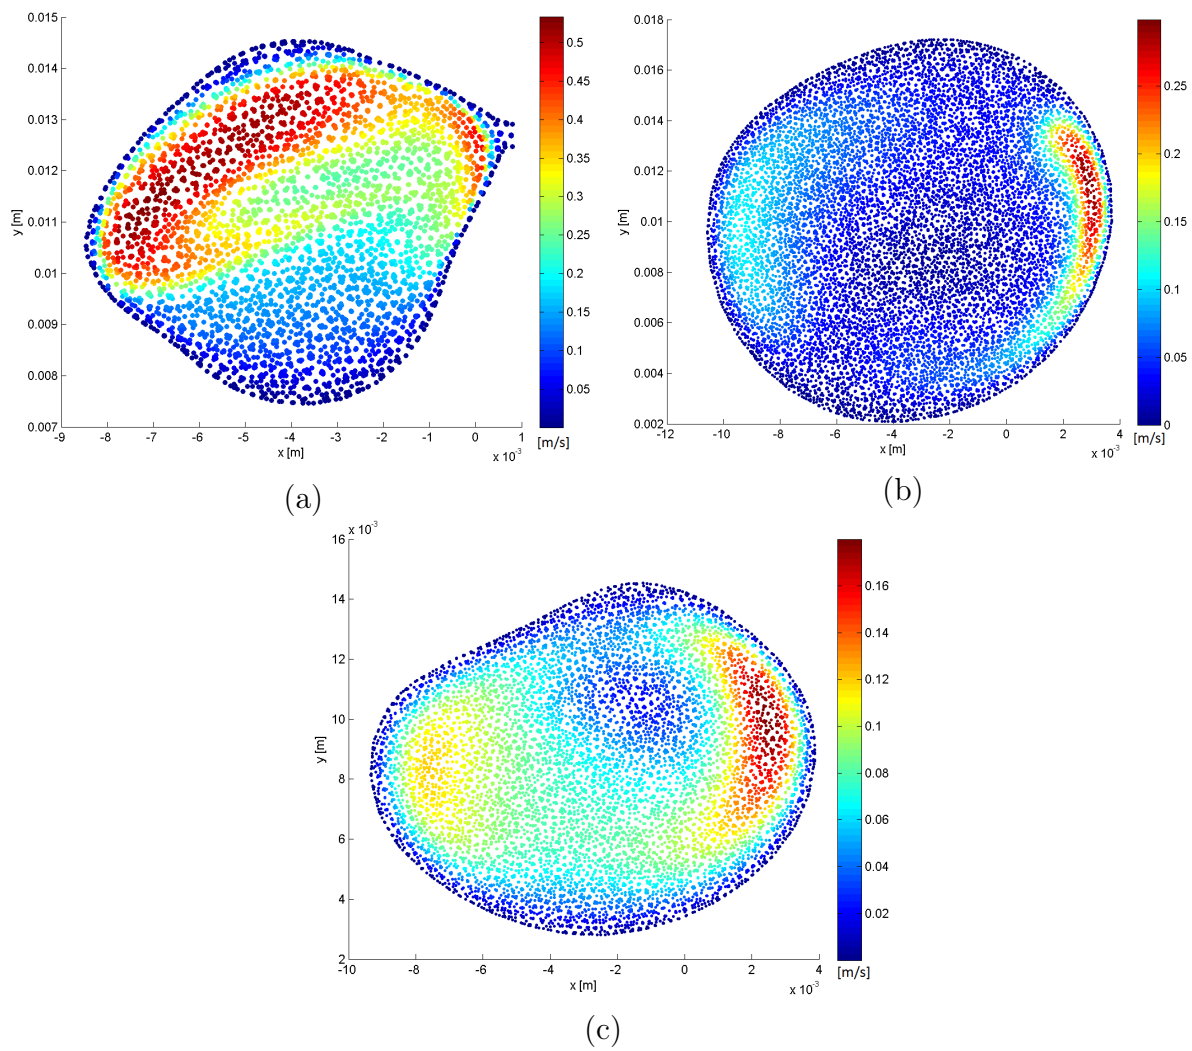 0.015
0.014
0.013
0.012
0.011
0.01
0.009
0.008
0.007
y [m]
-9 -8 -7 -6 -5 -4 -3 -2 -1 0 1
x [m]
x 10⁻³
0.5
0.45
0.4
0.35
0.3
0.25
0.2
0.15
0.1
0.05
[m/s]
(a)
0.018
0.016
0.014
0.012
0.01
0.008
0.006
0.004
0.002
y [m]
-12 -10 -8 -6 -4 -2 0 2 4
x [m]
x 10⁻³
0.25
0.2
0.15
0.1
0.05
0
[m/s]
(b)
x 10⁻³
16
14
12
10
8
6
4
2
y [m]
-10 -8 -6 -4 -2 0 2 4
x [m]
x 10⁻³
0.16
0.14
0.12
0.1
0.08
0.06
0.04
0.02
[m/s]
(c)